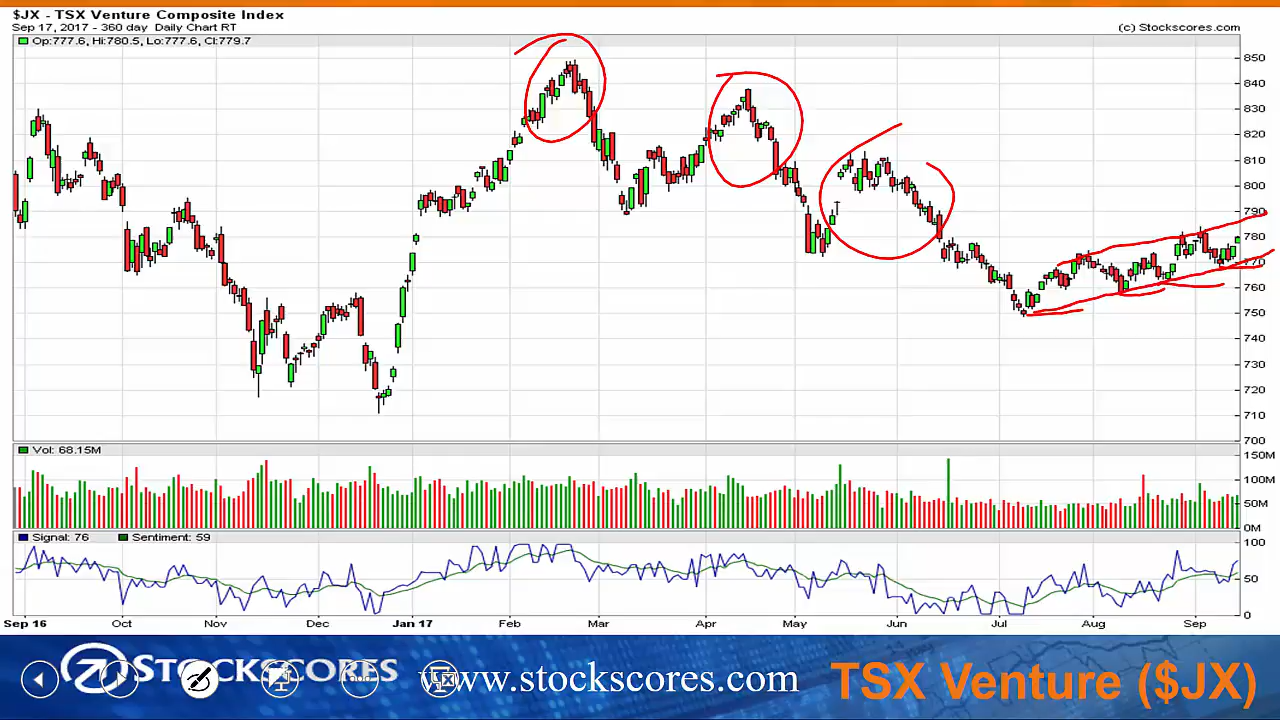 $JX - TSX Venture Composite Index
Sep 17, 2017 - 360 day Daily Chart RT
(c) Stockscores.com
Op:777.6, Hi:780.5, Lo:777.6, Cl:779.7
850
840
830
820
810
800
790
780
770
760
750
740
730
720
710
700
Vol: 68.15M
150M
100M
50M
0M
Signal: 76 Sentiment: 59
100
50
0
Sep 16 Oct Nov Dec Jan 17 Feb Mar Apr May Jun Jul Aug Sep
STOCKSCORES
www.stockscores.com
TSX Venture ($JX)